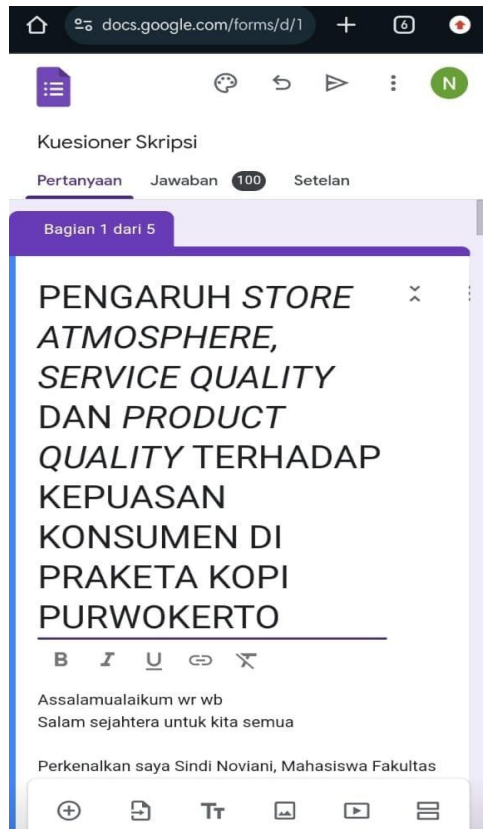 docs.google.com/forms/d/1
6
N
Kuesioner Skripsi
Pertanyaan Jawaban 100 Setelan
Bagian 1 dari 5
PENGARUH STORE
ATMOSPHERE,
SERVICE QUALITY
DAN PRODUCT
QUALITY TERHADAP
KEPUASAN
KONSUMEN DI
PRAKETA KOPI
PURWOKERTO
B I U
Assalamualaikum wr wb
Salam sejahtera untuk kita semua
Perkenalkan saya Sindi Noviani, Mahasiswa Fakultas
Tт